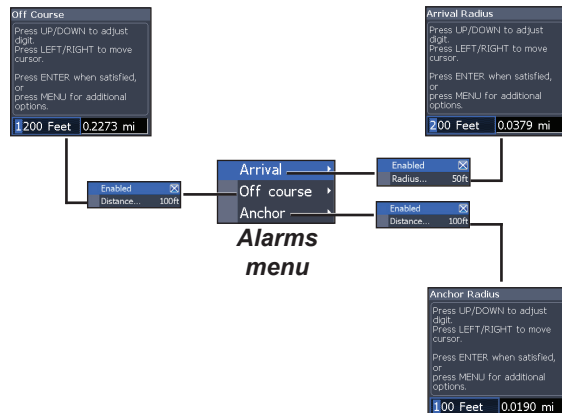 Off Course
Press UP/DOWN to adjust
digit.
Press LEFT/RIGHT to move
cursor.
Press ENTER when satisfied,
or
press MENU for additional
options.
1200 Feet 0.2273 mi
Arrival Radius
Press UP/DOWN to adjust
digit.
Press LEFT/RIGHT to move
cursor.
Press ENTER when satisfied,
or
press MENU for additional
options.
200 Feet 0.0379 mi
Enabled
Distance... 100ft
Arrival
Off course
Anchor
Enabled
Radius... 50ft
Enabled
Distance... 100ft
Alarms
menu
Anchor Radius
Press UP/DOWN to adjust
digit.
Press LEFT/RIGHT to move
cursor.
Press ENTER when satisfied,
or
press MENU for additional
options.
100 Feet 0.0190 mi